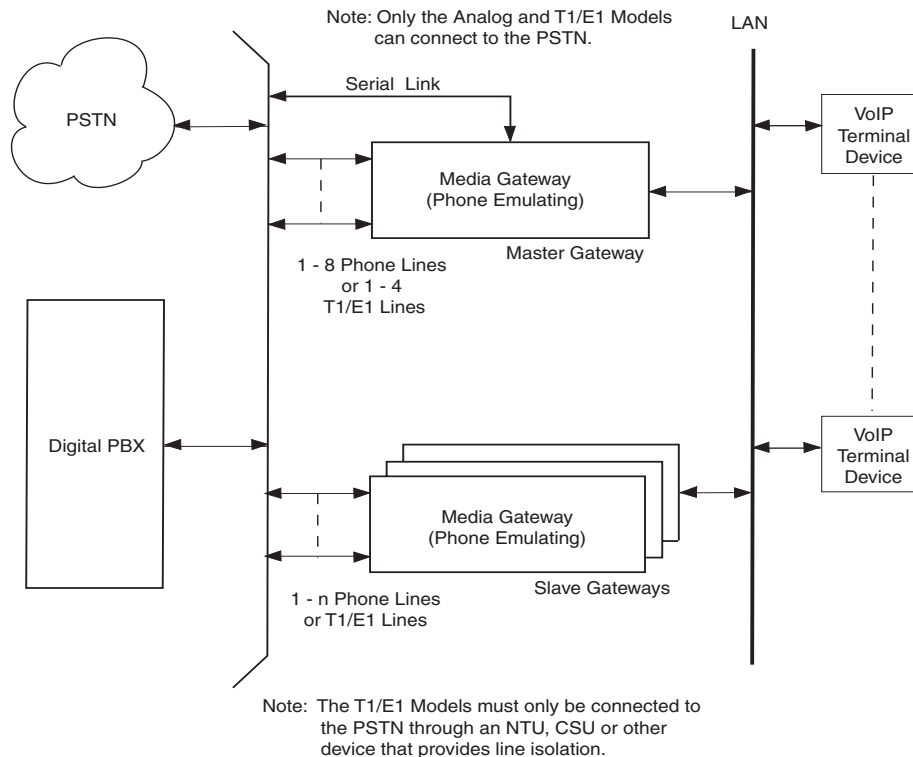 Note: Only the Analog and T1/E1 Models
can connect to the PSTN.
LAN
Serial Link
PSTN
VoIP
Terminal
Device
Media Gateway
(Phone Emulating)
Master Gateway
1 - 8 Phone Lines
or 1 - 4
T1/E1 Lines
Digital PBX
VoIP
Terminal
Device
Media Gateway
(Phone Emulating)
Slave Gateways
1 - n Phone Lines
or T1/E1 Lines
Note: The T1/E1 Models must only be connected to
the PSTN through an NTU, CSU or other
device that provides line isolation.